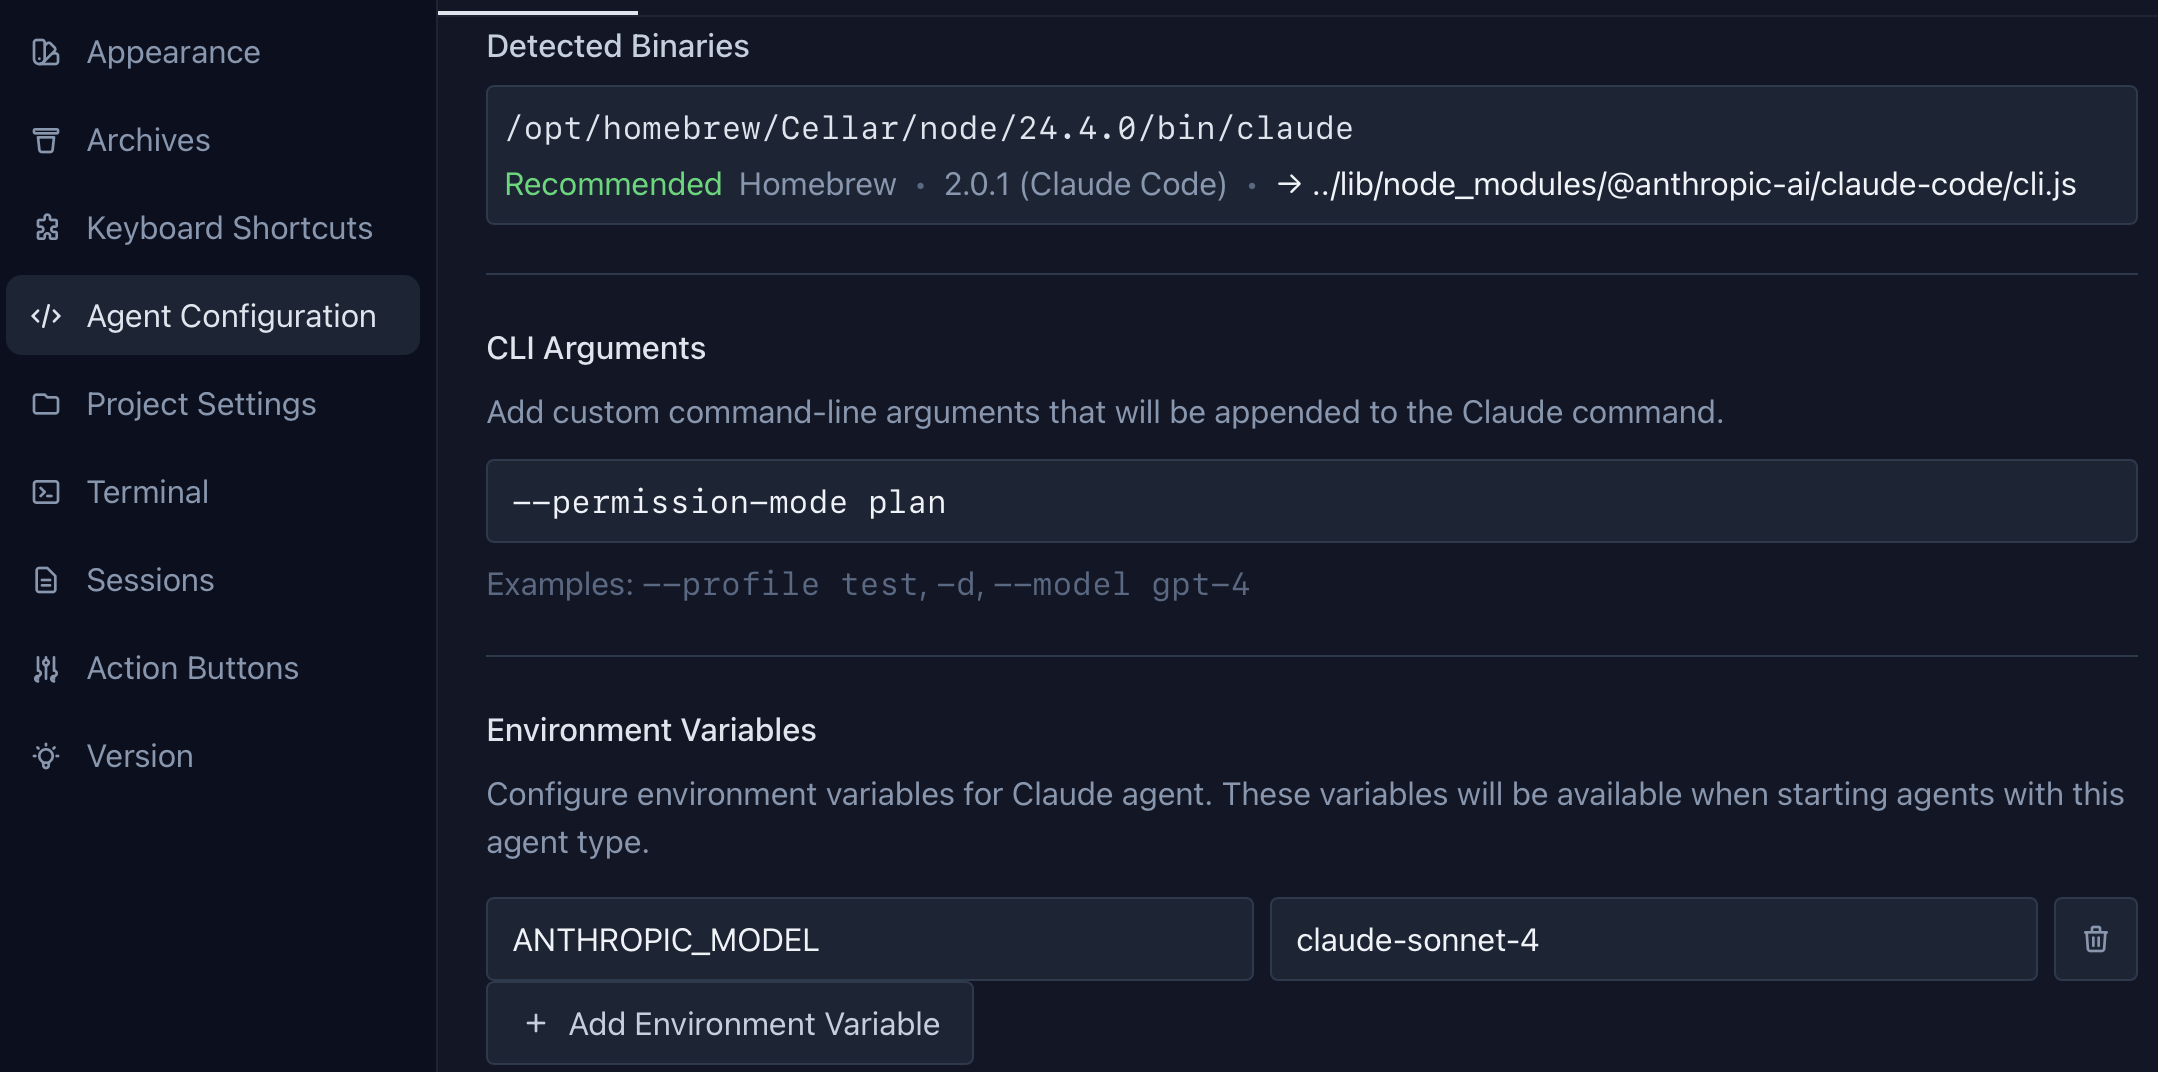 Appearance
Archives
Keyboard Shortcuts
Agent Configuration
Project Settings
Terminal
Sessions
Action Buttons
Version
Detected Binaries
/opt/homebrew/Cellar/node/24.4.0/bin/claude
Recommended Homebrew • 2.0.1 (Claude Code) • → ../lib/node_modules/@anthropic-ai/claude-code/cli.js
CLI Arguments
Add custom command-line arguments that will be appended to the Claude command.
--permission-mode plan
Examples: --profile test, -d, --model gpt-4
Environment Variables
Configure environment variables for Claude agent. These variables will be available when starting agents with this
agent type.
ANTHROPIC_MODEL claude-sonnet-4
+ Add Environment Variable